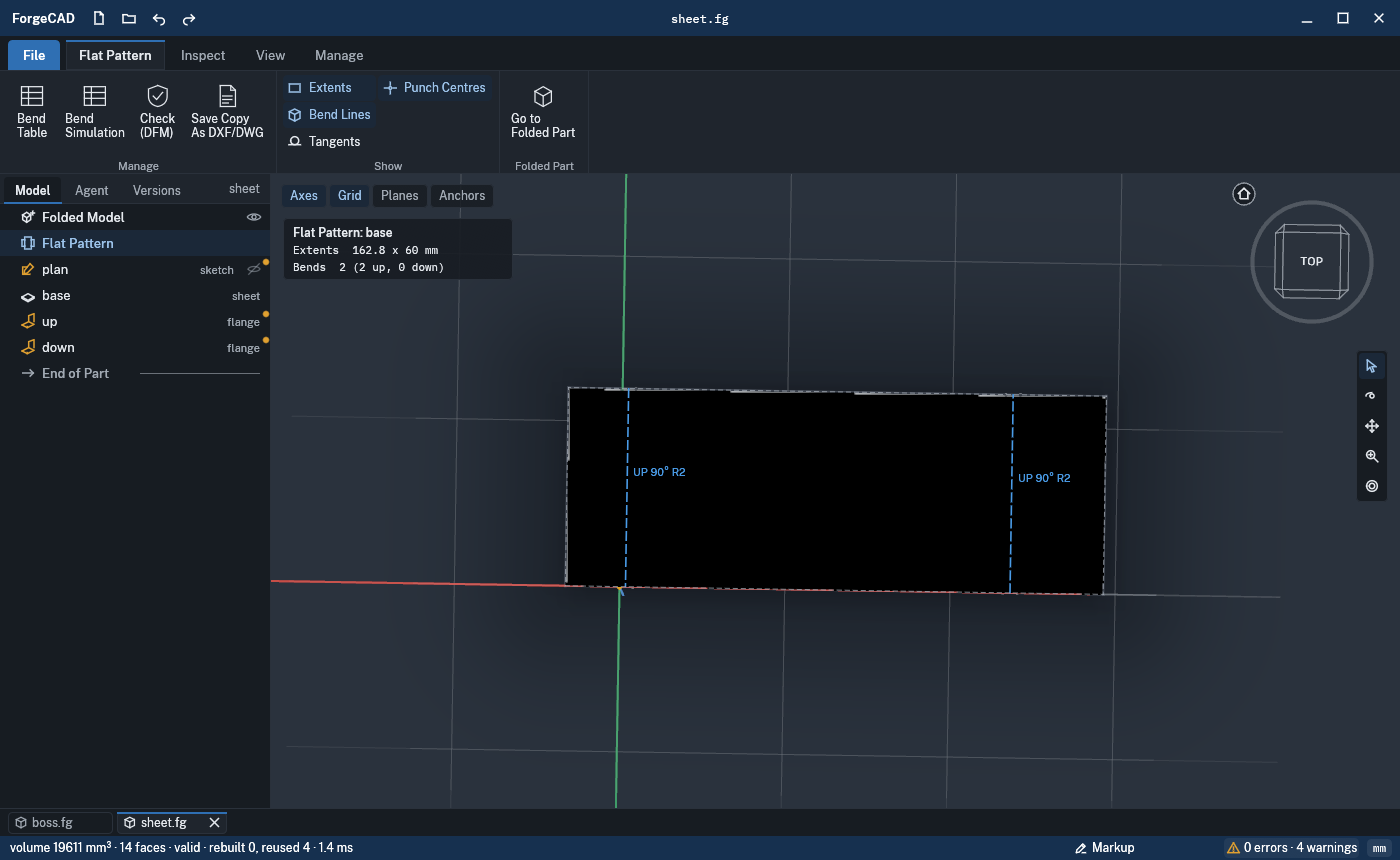 ForgeCAD
sheet.fg
File
Flat Pattern
Inspect
View
Manage
Bend Table
Bend Simulation
Check (DFM)
Save Copy As DXF/DWG
Manage
Extents
Punch Centres
Bend Lines
Tangents
Show
Go to Folded Part
Folded Part
Model
Agent
Versions
sheet
Folded Model
Flat Pattern
plan sketch
base sheet
up flange
down flange
End of Part
Axes
Grid
Planes
Anchors
Flat Pattern: base
Extents 162.8 x 60 mm
Bends 2 (2 up, 0 down)
TOP
UP 90° R2
UP 90° R2
boss.fg
sheet.fg
volume 19611 mm³ · 14 faces · valid · rebuilt 0, reused 4 · 1.4 ms
Markup
0 errors · 4 warnings
mm